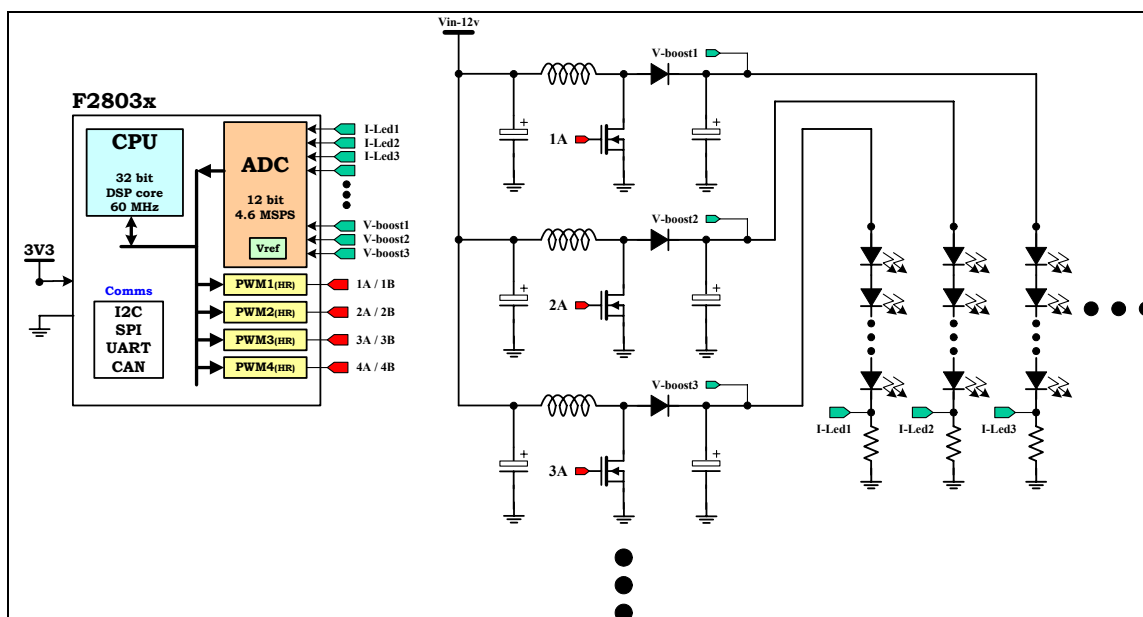 F2803x
CPU
32 bit
DSP core
60 MHz
ADC
12 bit
4.6 MSPS
Vref
I-Led1
I-Led2
I-Led3
V-boost1
V-boost2
V-boost3
3V3
Comms
I2C
SPI
UART
CAN
PWM1(HR)
1A / 1B
PWM2(HR)
2A / 2B
PWM3(HR)
3A / 3B
PWM4(HR)
4A / 4B
Vin-12v
V-boost1
+
+
1A
V-boost2
+
+
2A
V-boost3
+
+
3A
I-Led1
I-Led2
I-Led3